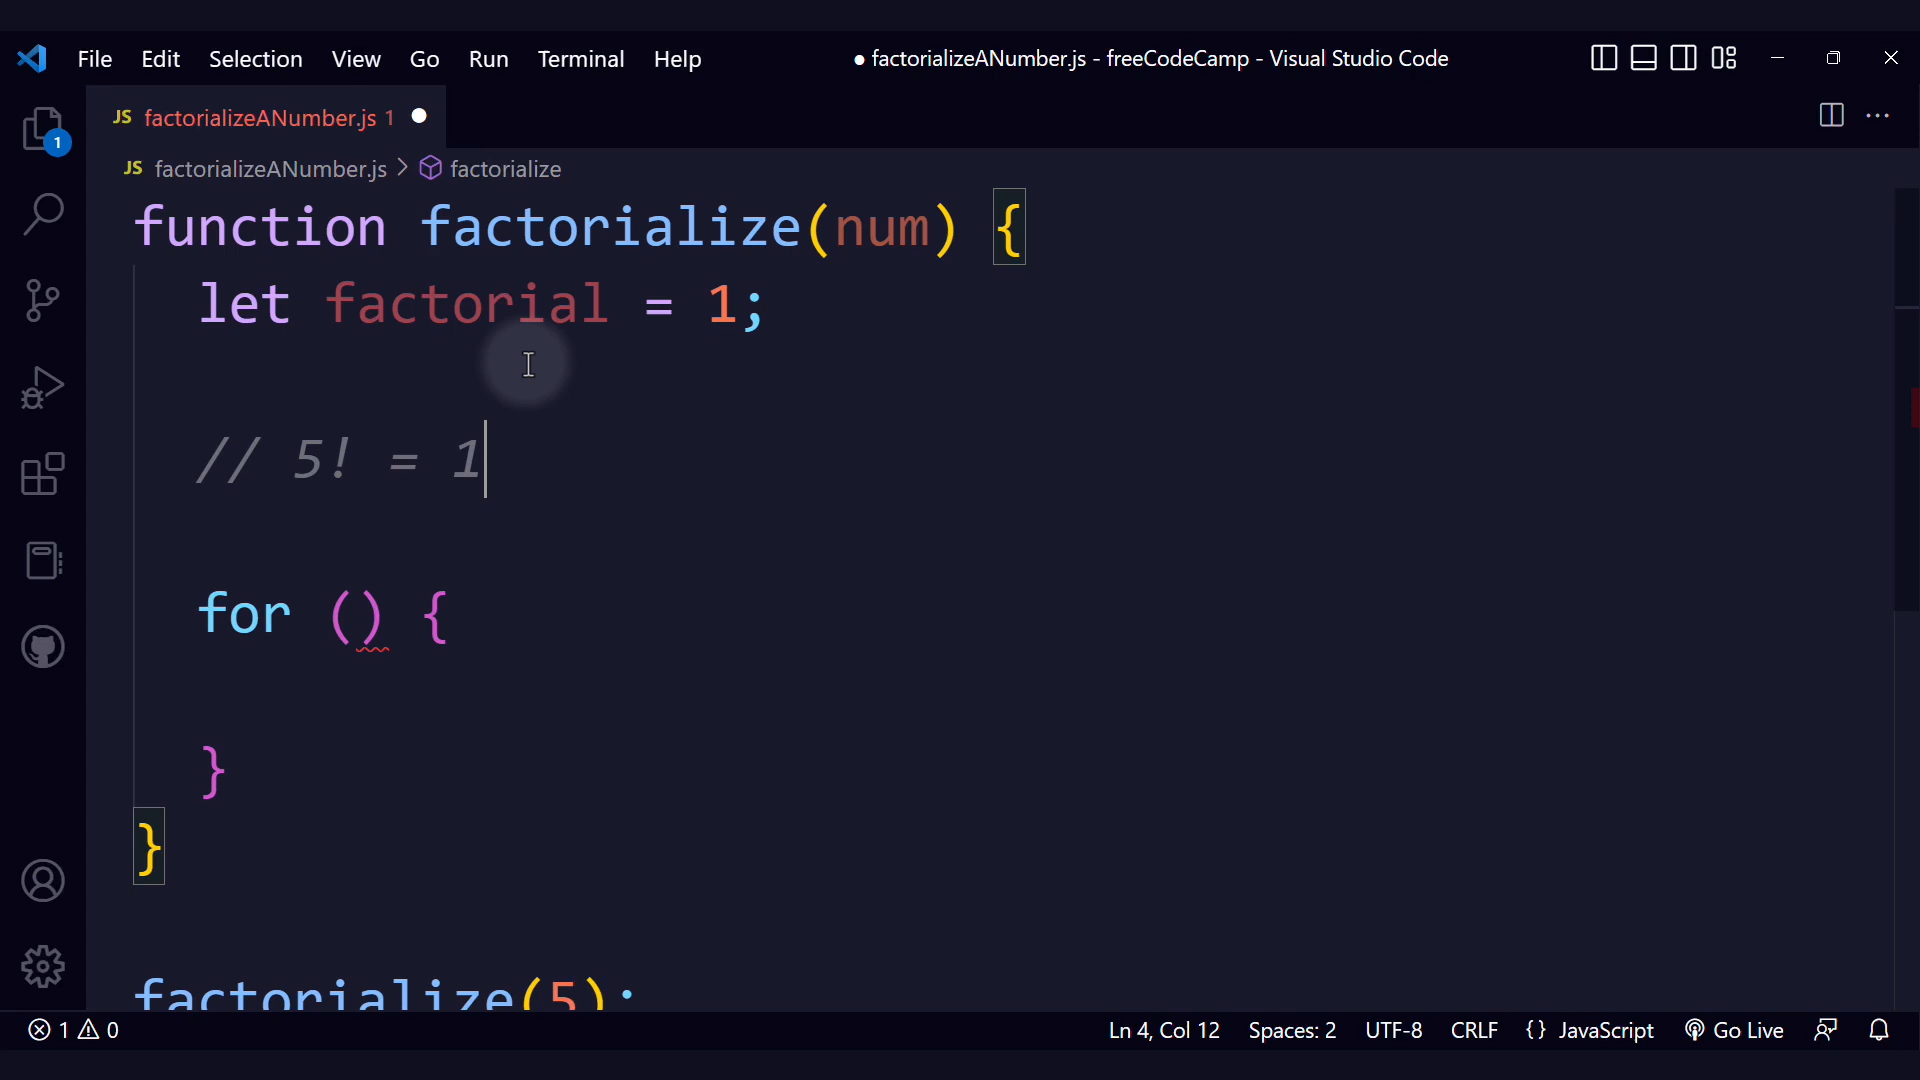 File Edit Selection View Go Run Terminal Help ● factorializeANumber.js - freeCodeCamp - Visual Studio Code
JS factorializeANumber.js 1 ●
1
JS factorializeANumber.js > factorialize
function factorialize(num) {
let factorial = 1;
// 5! = 1
for () {
}
}
factorialize(5);
1 0 Ln 4, Col 12 Spaces: 2 UTF-8 CRLF {} JavaScript Go Live